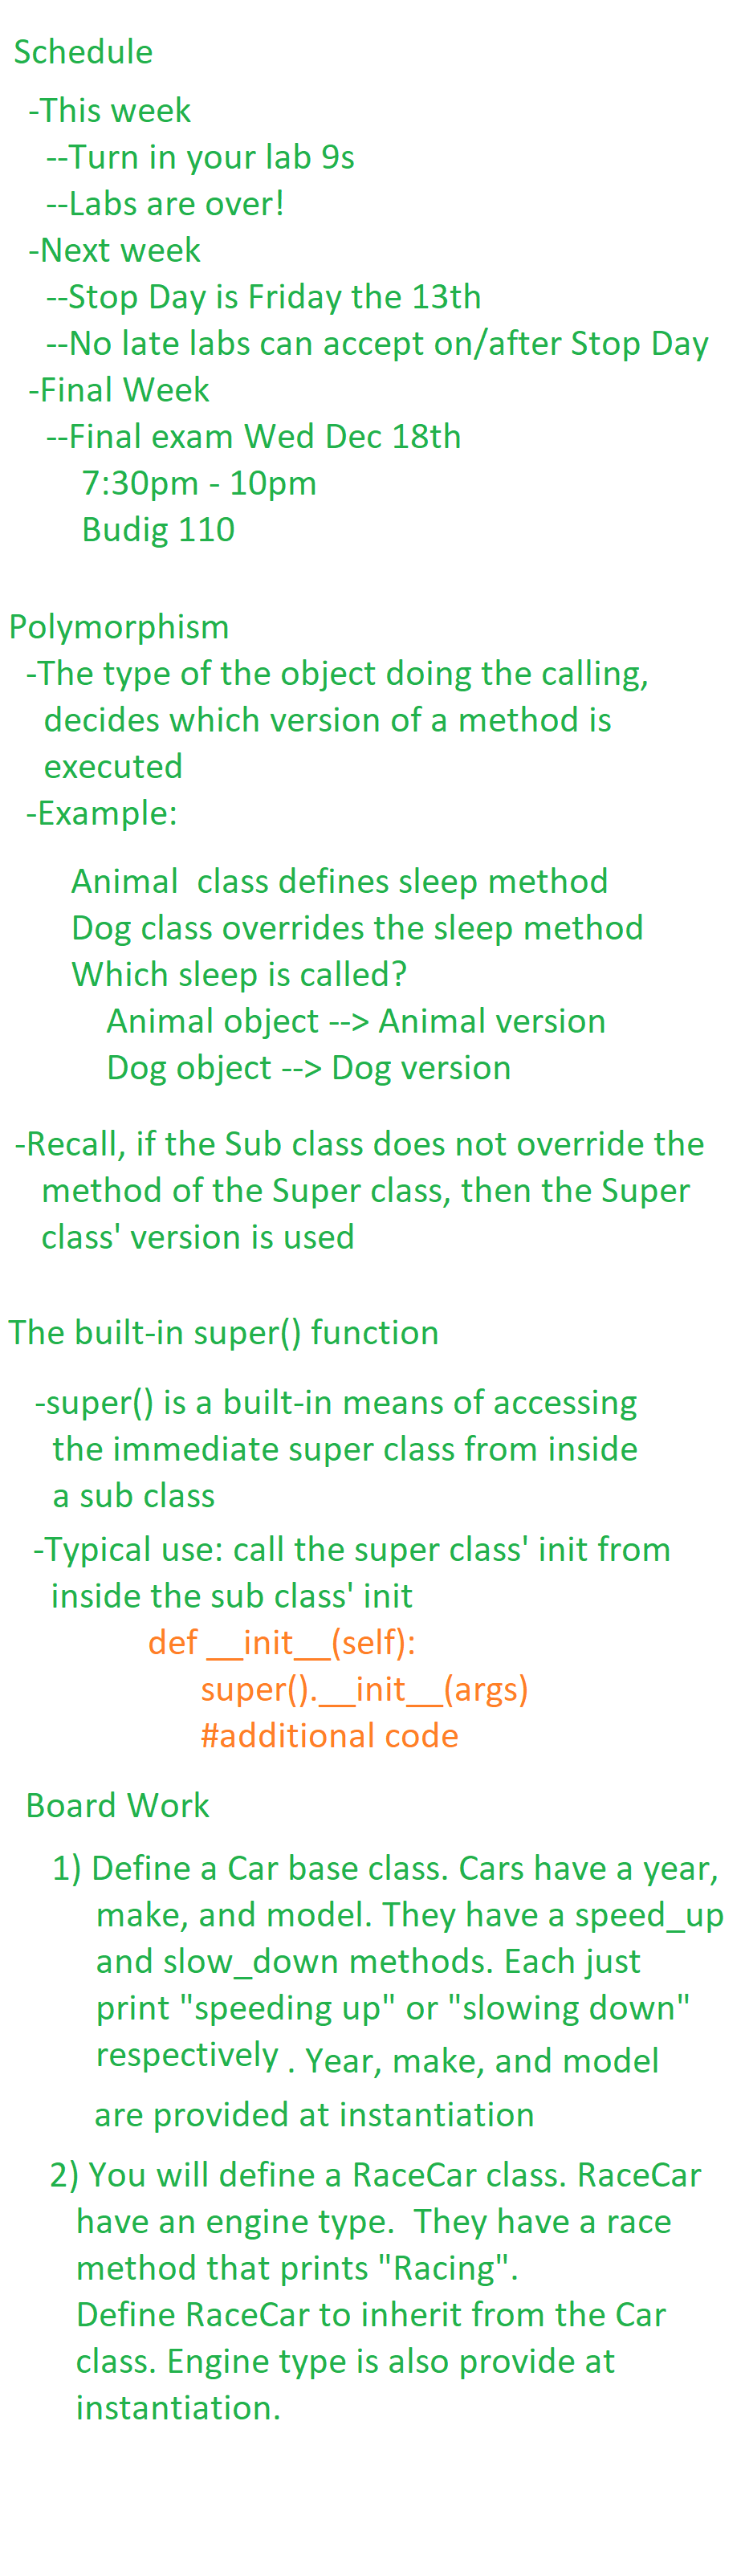 Schedule
-This week
--Turn in your lab 9s
--Labs are over!
-Next week
--Stop Day is Friday the 13th
--No late labs can accept on/after Stop Day
-Final Week
--Final exam Wed Dec 18th
7:30pm - 10pm
Budig 110
Polymorphism
-The type of the object doing the calling,
decides which version of a method is
executed
-Example:
Animal  class defines sleep method
Dog class overrides the sleep method
Which sleep is called?
Animal object --> Animal version
Dog object --> Dog version
-Recall, if the Sub class does not override the
method of the Super class, then the Super
class' version is used
The built-in super() function
-super() is a built-in means of accessing
the immediate super class from inside
a sub class
-Typical use: call the super class' init from
inside the sub class' init
def __init__(self):
super().__init__(args)
#additional code
Board Work
1) Define a Car base class. Cars have a year,
make, and model. They have a speed_up
and slow_down methods. Each just
print "speeding up" or "slowing down"
respectively . Year, make, and model
are provided at instantiation
2) You will define a RaceCar class. RaceCar
have an engine type.  They have a race
method that prints "Racing".
Define RaceCar to inherit from the Car
class. Engine type is also provide at
instantiation.